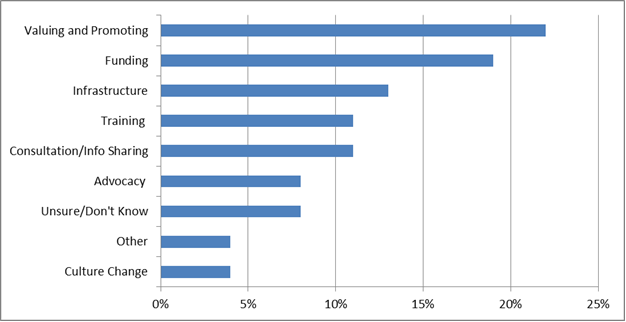 Valuing and Promoting
Funding
Infrastructure
Training
Consultation/Info Sharing
Advocacy
Unsure/Don't Know
Other
Culture Change
0% 5% 10% 15% 20% 25%